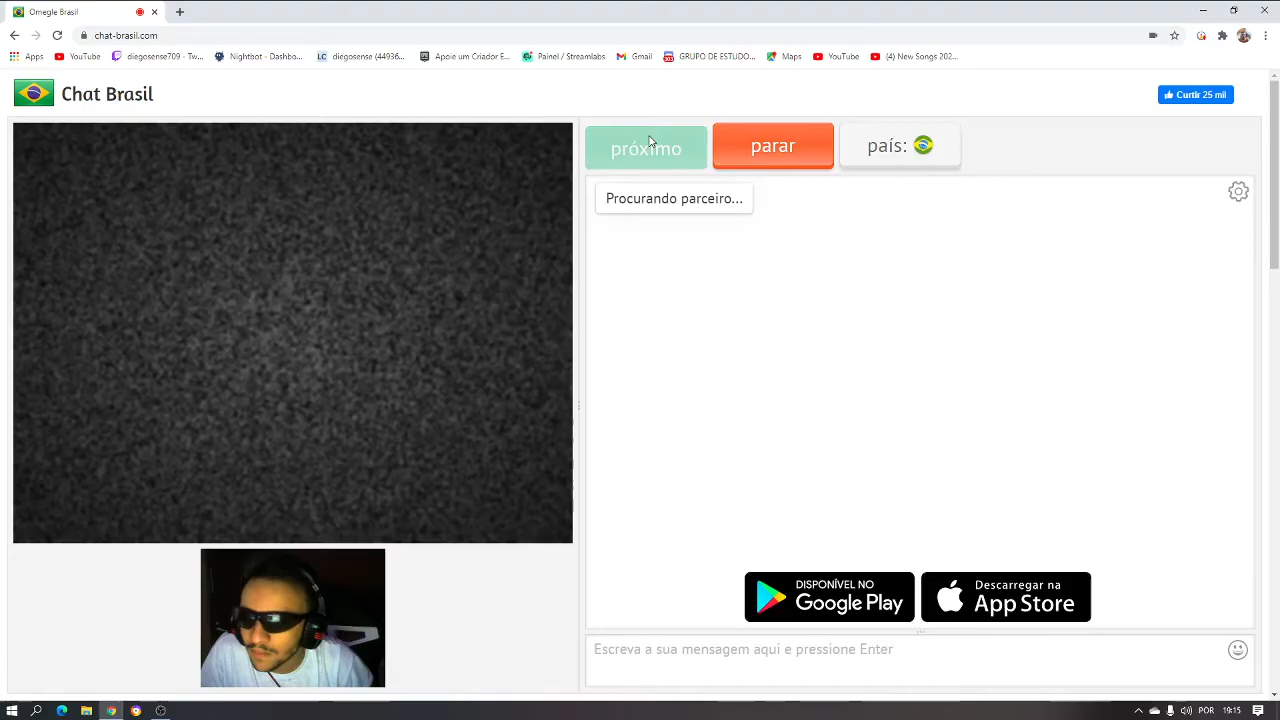 Omegle Brasil
chat-brasil.com
Apps
YouTube
diegosense709 - Tw...
Nightbot - Dashbo...
LC diegosense (44936...
Apoie um Criador E...
Painel / Streamlabs
Gmail
GRUPO DE ESTUDO...
Maps
YouTube
(4) New Songs 202...
Chat Brasil
Curtir 25 mil
próximo
parar
país:
Procurando parceiro...
DISPONÍVEL NO
Google Play
Descarregar na
App Store
Escreva a sua mensagem aqui e pressione Enter
POR
19:15